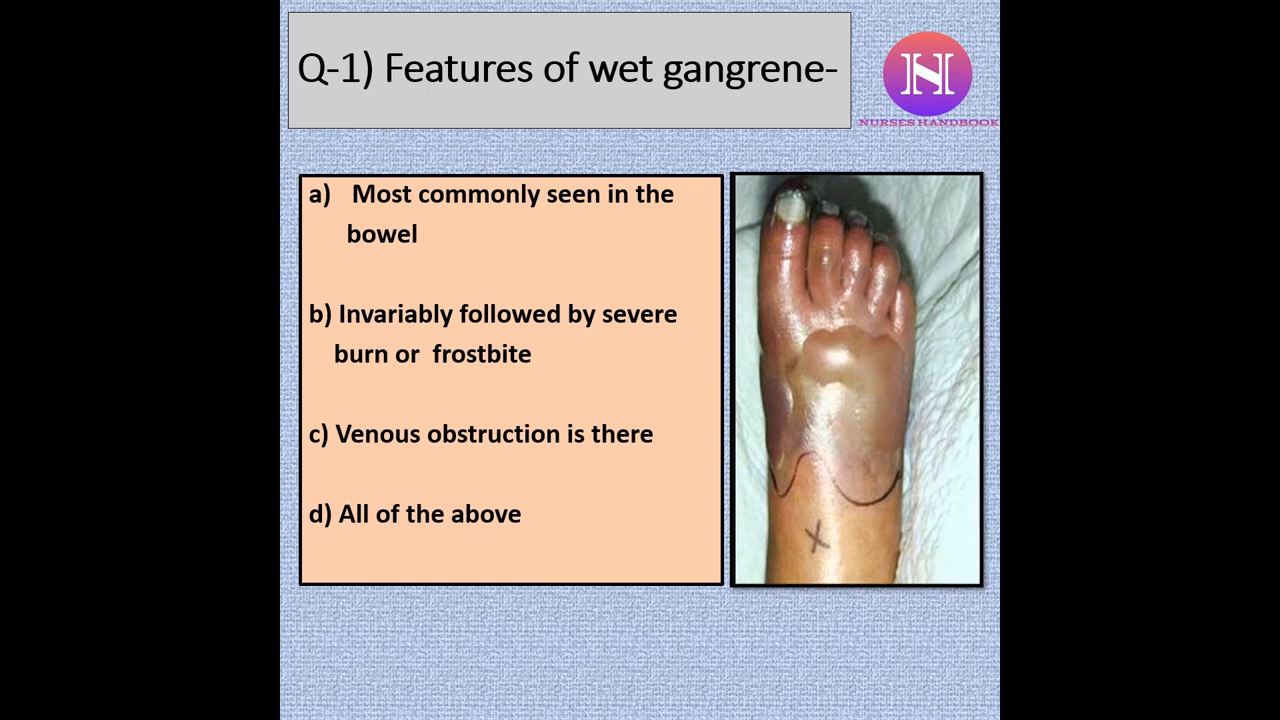 Q-1) Features of wet gangrene-
N
NURSES HANDBOOK
a) Most commonly seen in the
bowel
b) Invariably followed by severe
burn or frostbite
c) Venous obstruction is there
d) All of the above
X